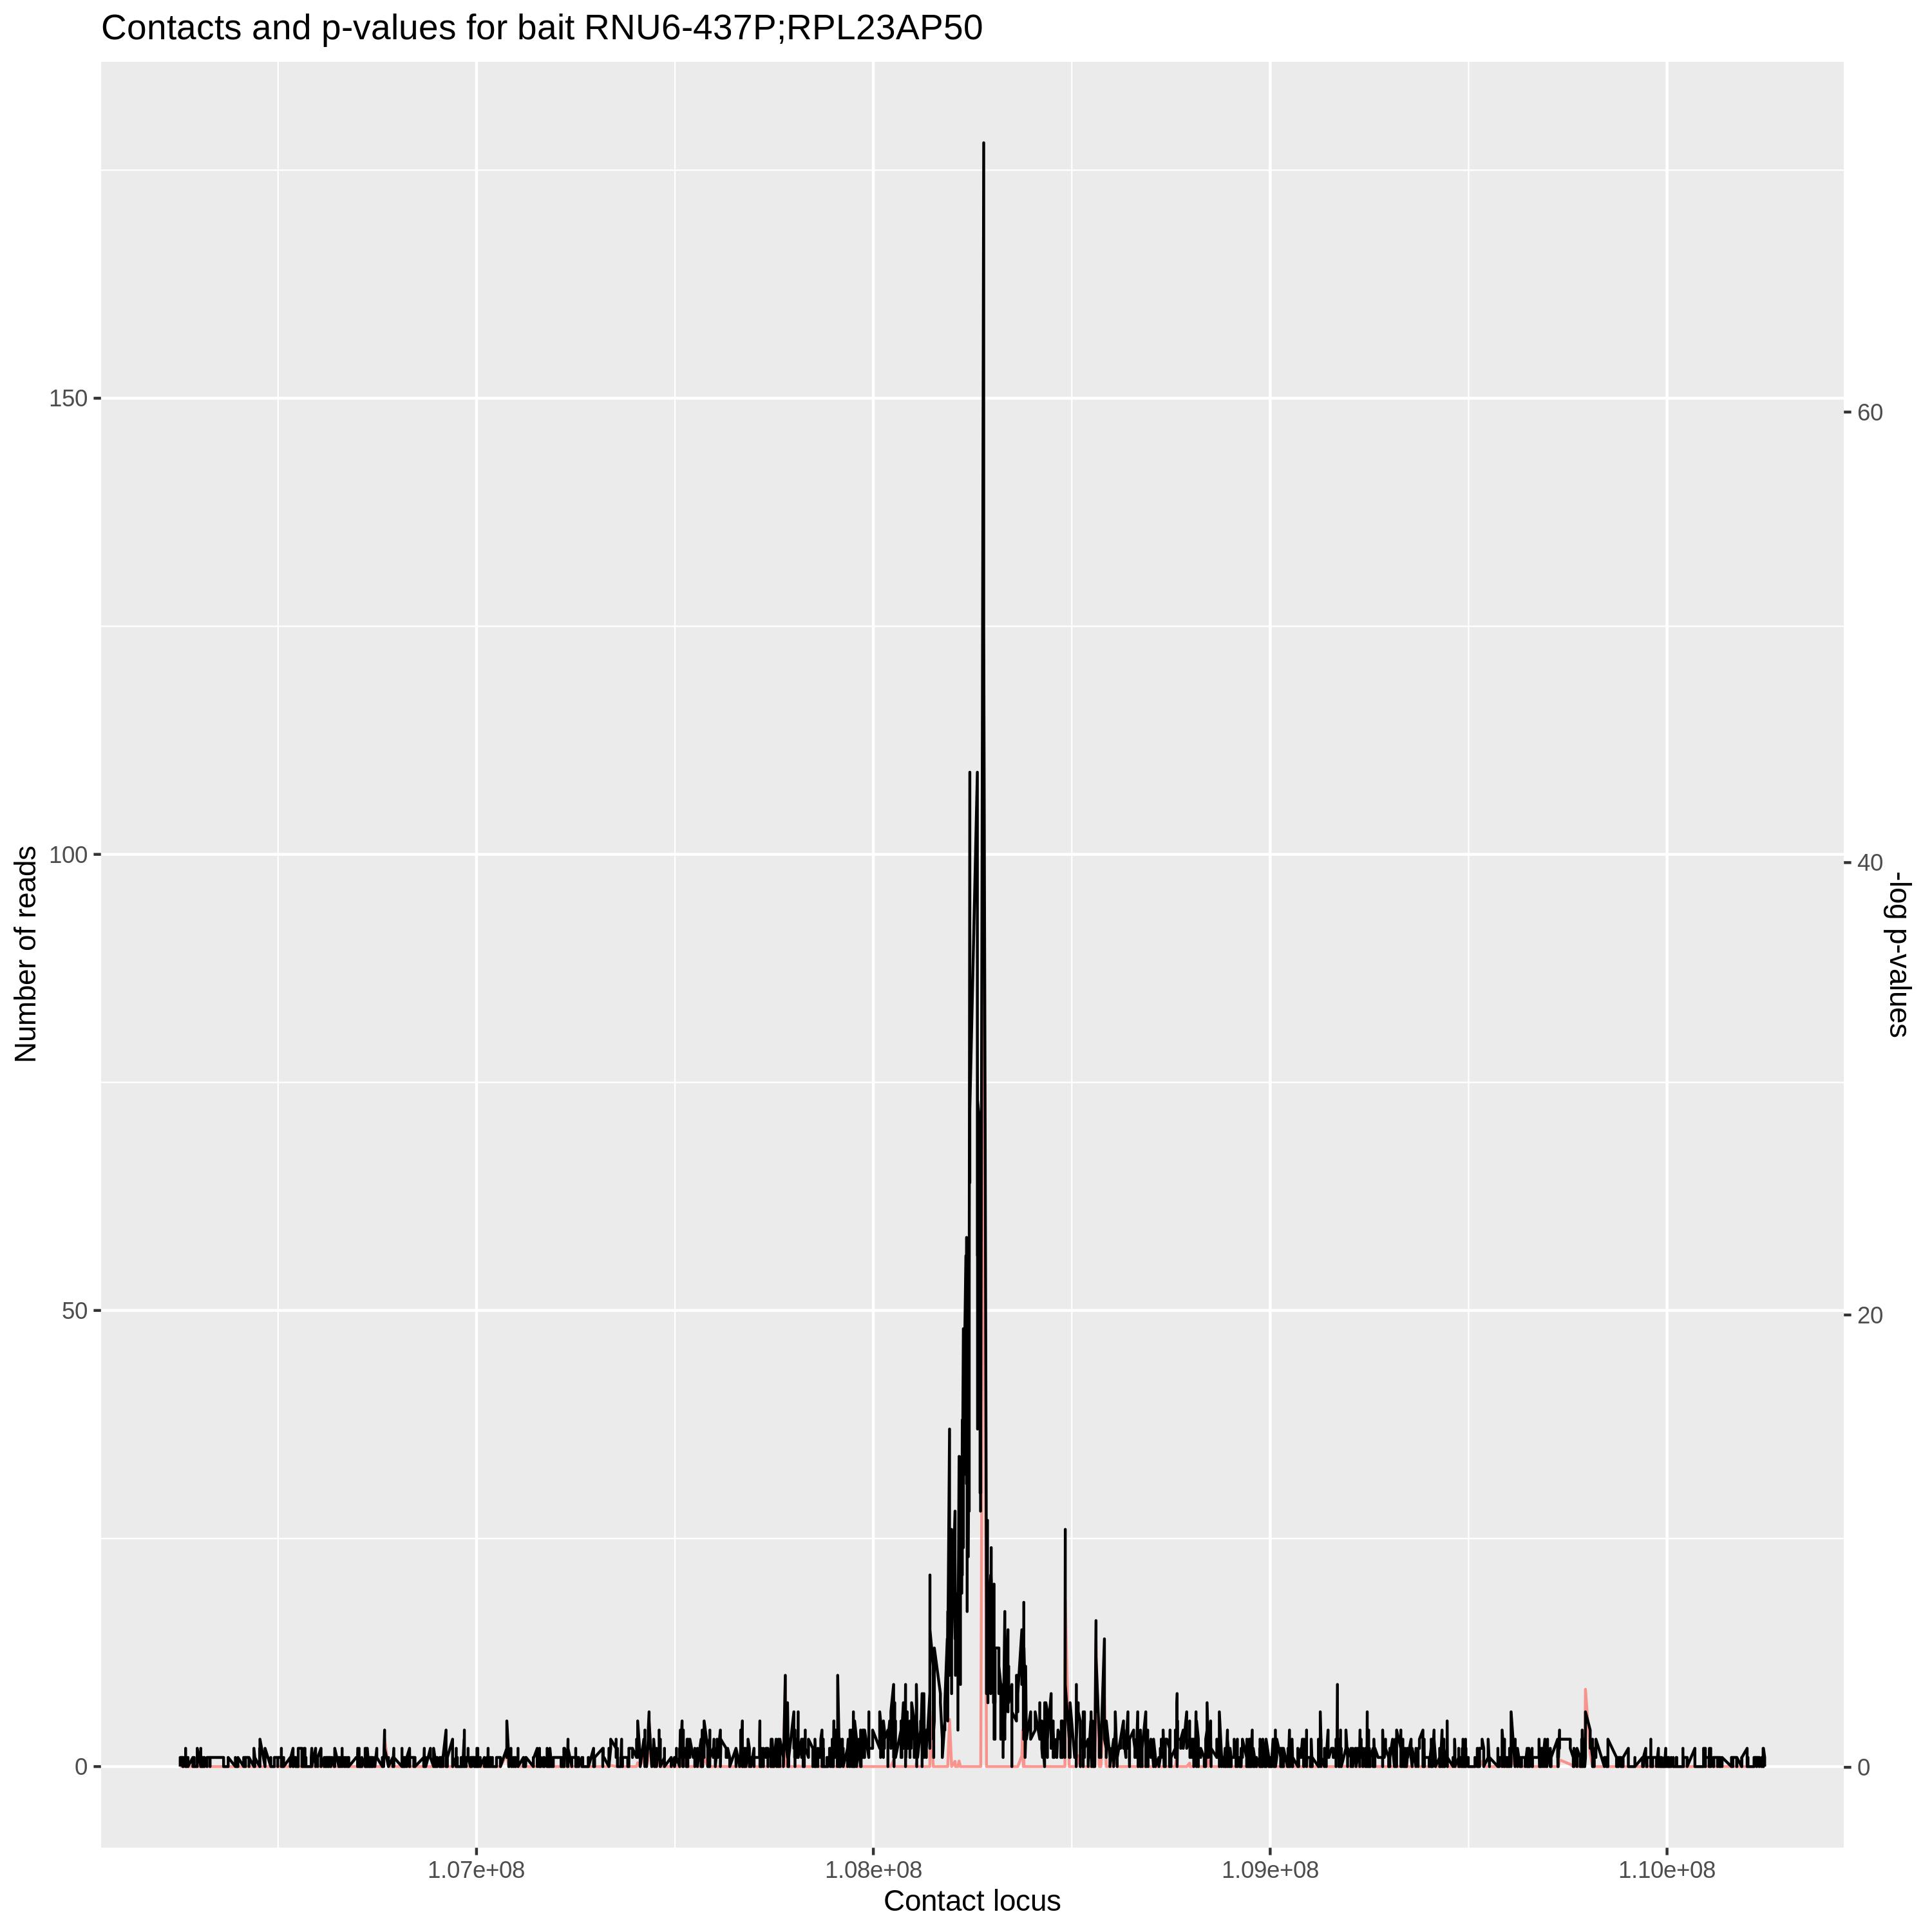 Contacts and p-values for bait RNU6-437P;RPL23AP50
150
100
50
0
60
40
20
0
Number of reads
-log p-values
1.07e+08 1.08e+08 1.09e+08 1.10e+08
Contact locus